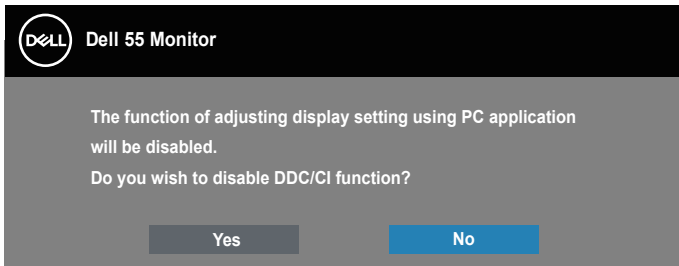 DELL
Dell 55 Monitor
The function of adjusting display setting using PC application
will be disabled.
Do you wish to disable DDC/CI function?
Yes
No